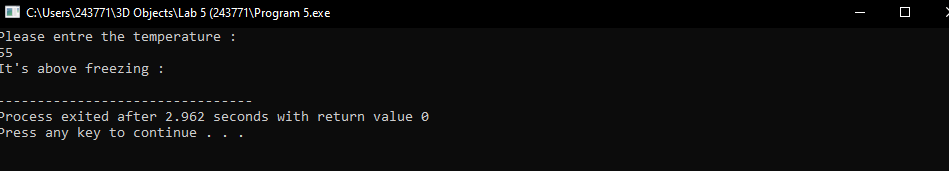 C:\Users\243771\3D Objects\Lab 5 (243771\Program 5.exe
Please entre the temperature :
55
It's above freezing :
--------------------------------
Process exited after 2.962 seconds with return value 0
Press any key to continue . . .